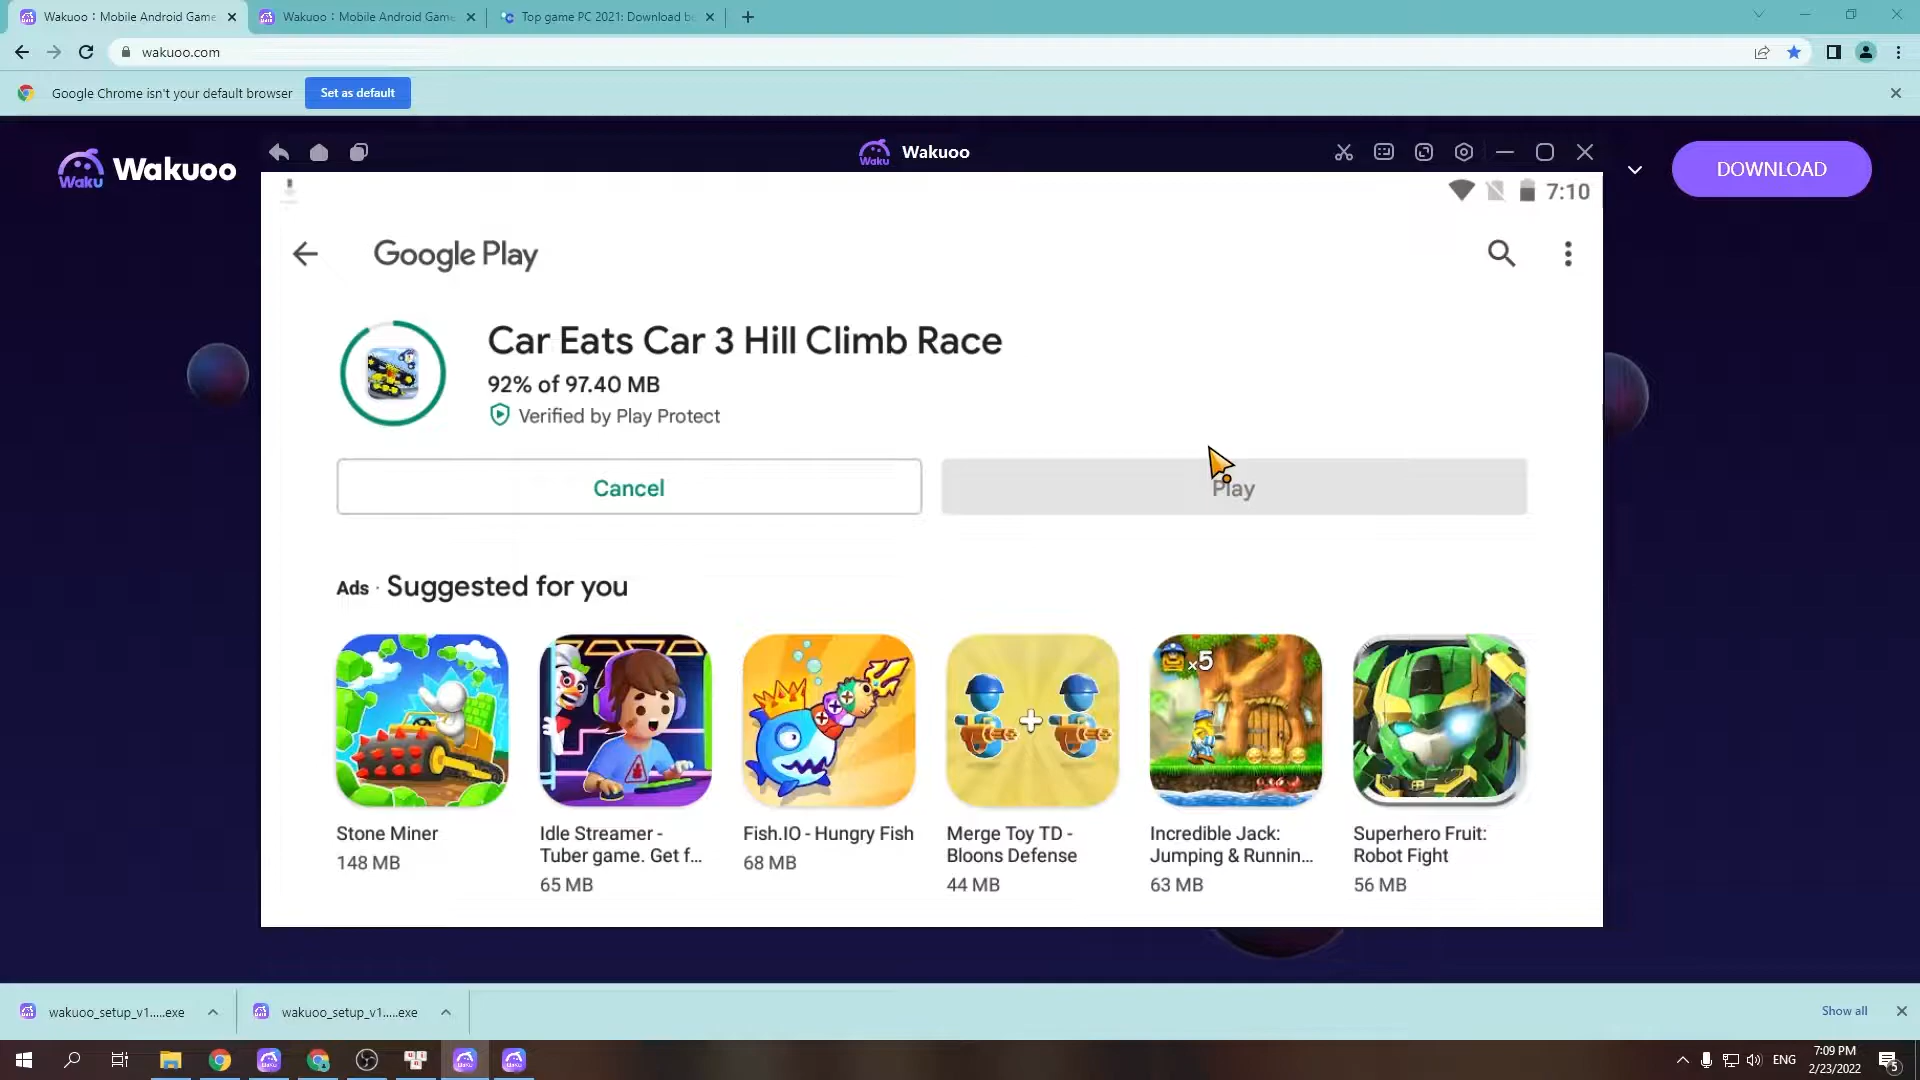 Wakuoo : Mobile Android Game
Wakuoo : Mobile Android Game
Top game PC 2021: Download be
wakuoo.com
Google Chrome isn't your default browser
Set as default
Waku
Wakuoo
Waku
Wakuoo
DOWNLOAD
7:10
Google Play
Car Eats Car 3 Hill Climb Race
92% of 97.40 MB
Verified by Play Protect
Cancel
Play
Ads · Suggested for you
x5
Stone Miner
148 MB
Idle Streamer -
Tuber game. Get f...
65 MB
Fish.IO - Hungry Fish
68 MB
Merge Toy TD -
Bloons Defense
44 MB
Incredible Jack:
Jumping & Runnin...
63 MB
Superhero Fruit:
Robot Fight
56 MB
wakuoo_setup_v1.....exe
wakuoo_setup_v1.....exe
Show all
ENG
7:09 PM
2/23/2022
5